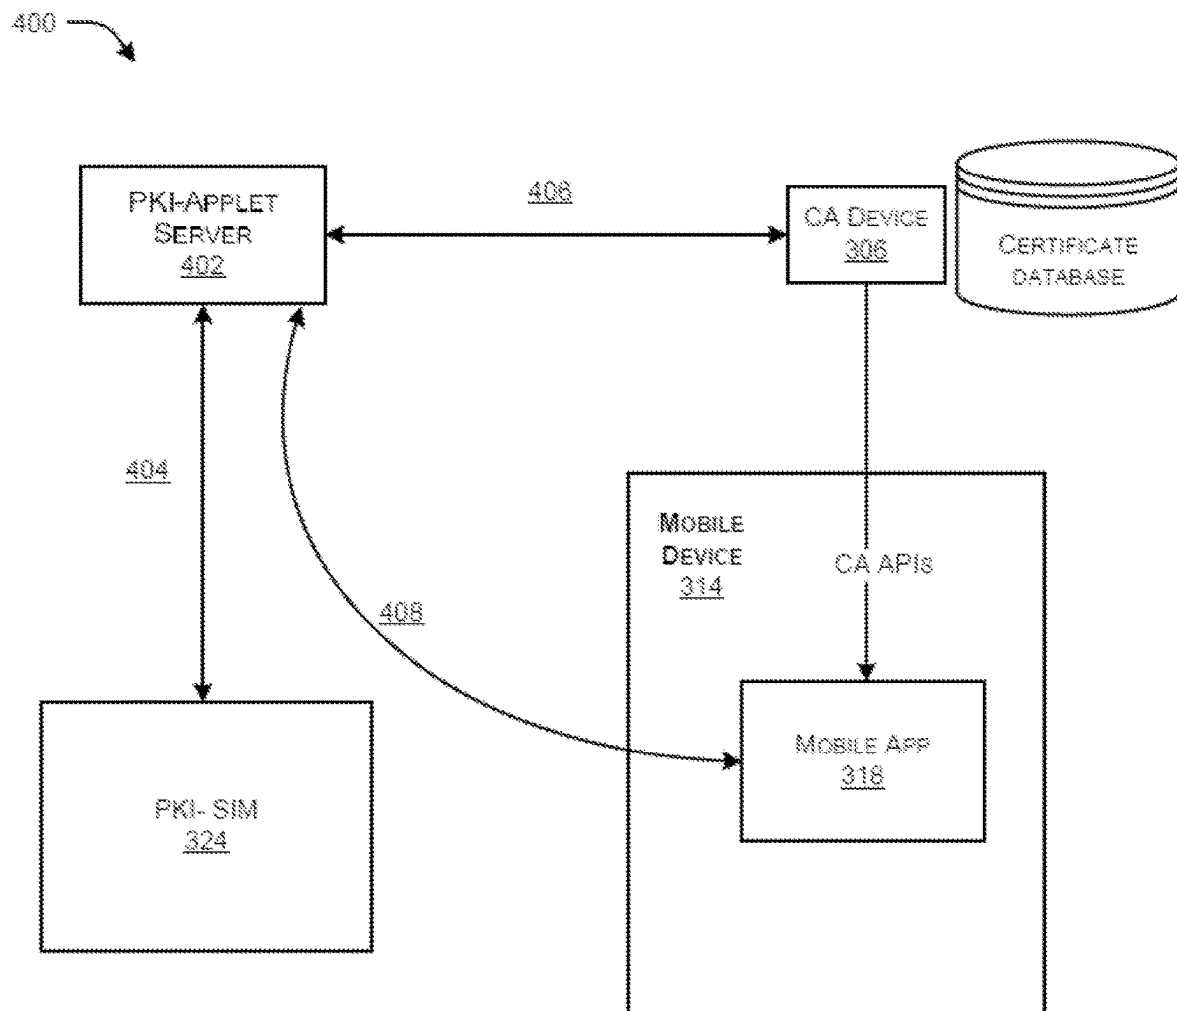 400
PKI-APPLET
SERVER
402
406
CA DEVICE
306
CERTIFICATE
DATABASE
404
MOBILE
DEVICE
314
CA APIs
408
MOBILE APP
318
PKI- SIM
324